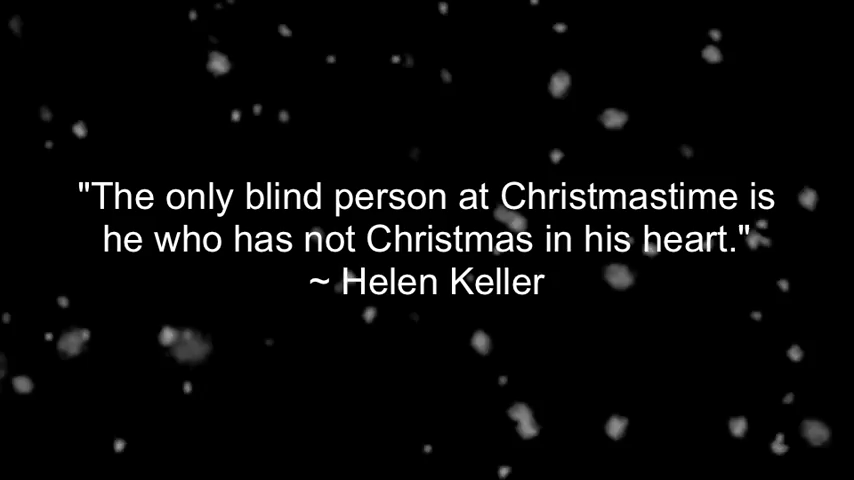 "The only blind person at Christmastime is
he who has not Christmas in his heart."
~ Helen Keller